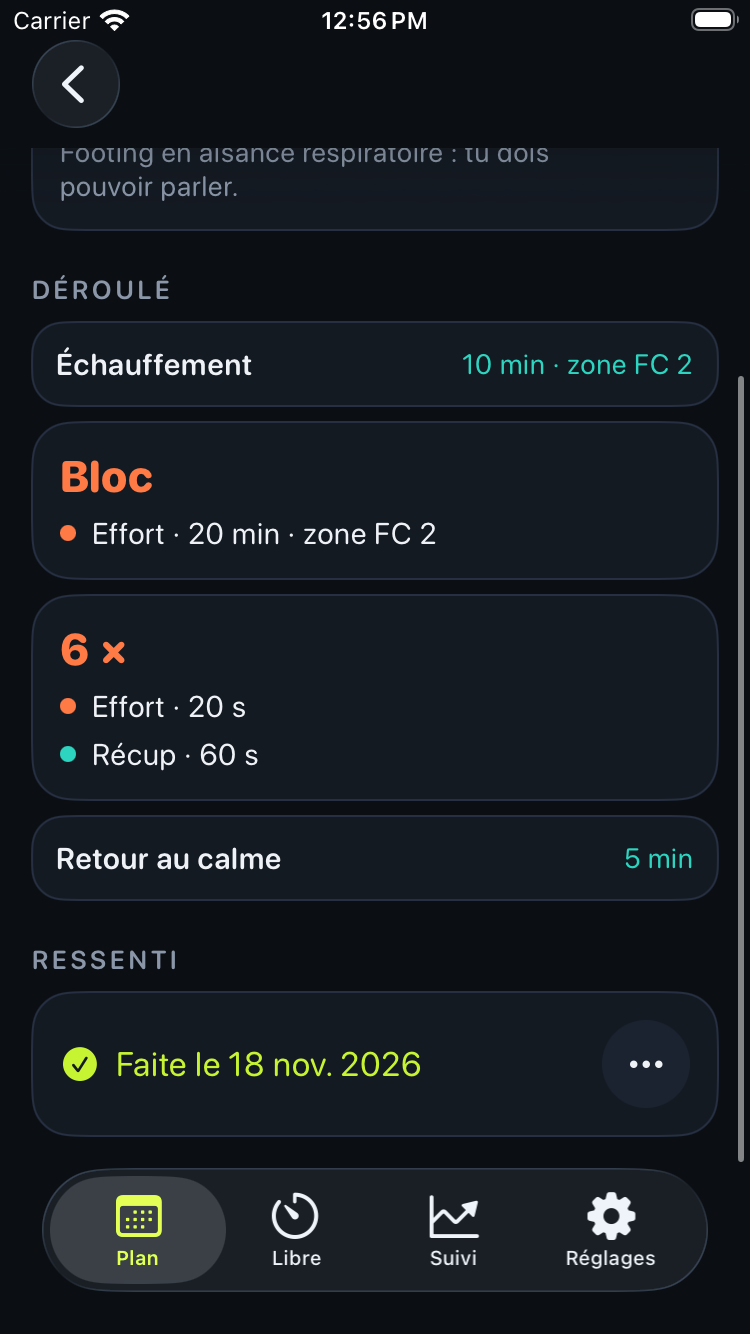 Carrier
12:56 PM
Footing en aisance respiratoire : tu dois
pouvoir parler.
DÉROULÉ
Échauffement
10 min · zone FC 2
Bloc
Effort · 20 min · zone FC 2
6 ×
Effort · 20 s
Récup · 60 s
Retour au calme
5 min
RESSENTI
Faite le 18 nov. 2026
Plan
Libre
Suivi
Réglages